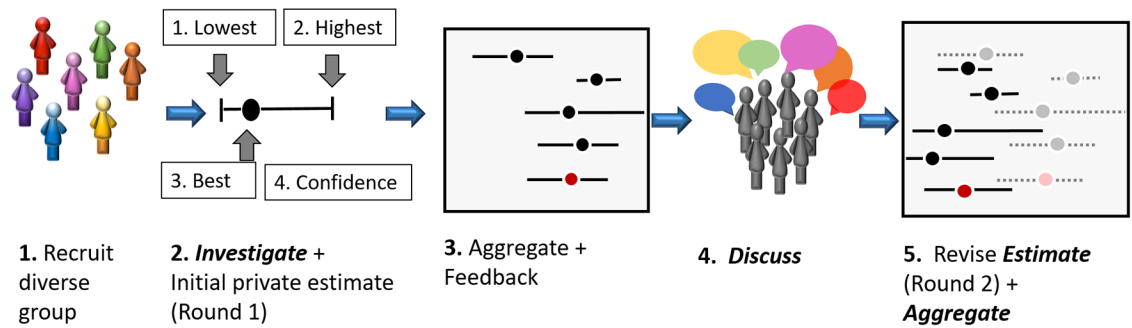 1. Lowest
2. Highest
3. Best
4. Confidence
1. Recruit
diverse
group
2. Investigate +
Initial private estimate
(Round 1)
3. Aggregate +
Feedback
4. Discuss
5. Revise Estimate
(Round 2) +
Aggregate